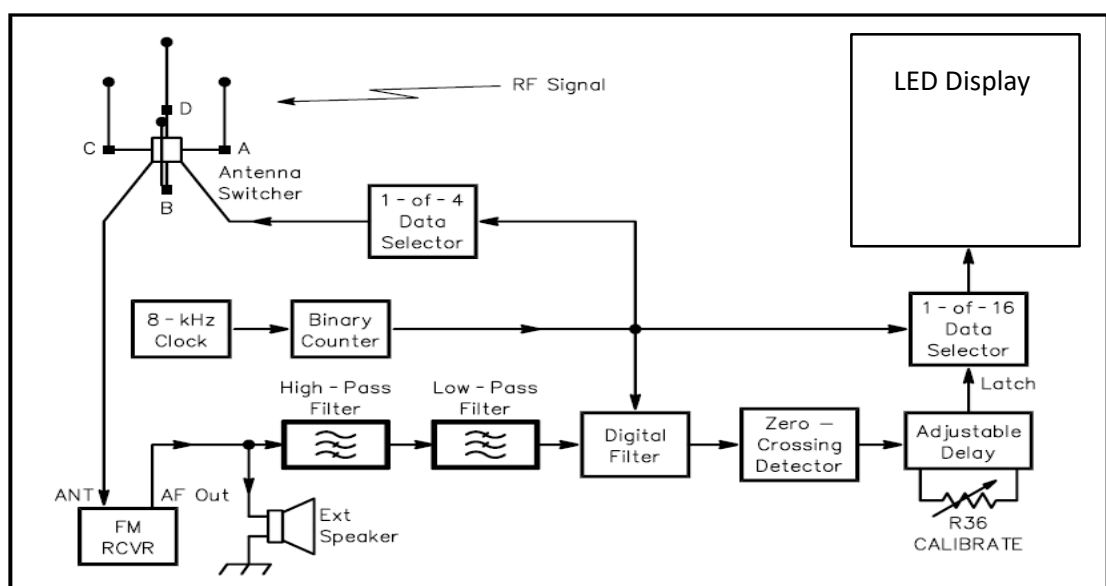 LED Display
RF Signal
D
C
A
Antenna
Switcher
B
1-of-4
Data
Selector
8-kHz
Clock
Binary
Counter
1-of-16
Data
Selector
Latch
High-Pass
Filter
Low-Pass
Filter
Digital
Filter
Zero-
Crossing
Detector
Adjustable
Delay
ANT
AF Out
FM
RCVR
Ext
Speaker
R36
CALIBRATE